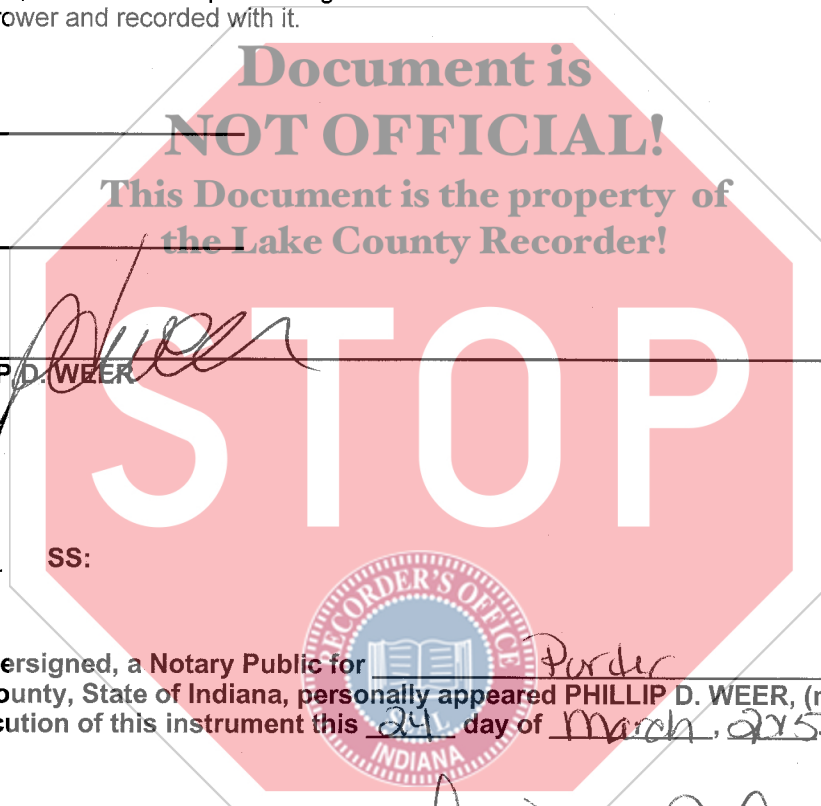 rower and recorded with it.
Document is
NOT OFFICIAL!
This Document is the property of
the Lake County Recorder!
P D. WEER
STOP
SS:
RECORDER'S OFFICE
ersigned, a Notary Public for
ounty, State of Indiana, personally appeared PHILLIP D. WEER, (
cution of this instrument this 24 day of March,
INDIANA